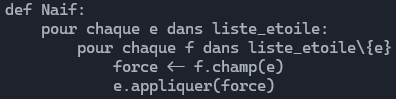 def Naif:
    pour chaque e dans liste_etoile:
        pour chaque f dans liste_etoile\{e}
            force <- f.champ(e)
            e.appliquer(force)